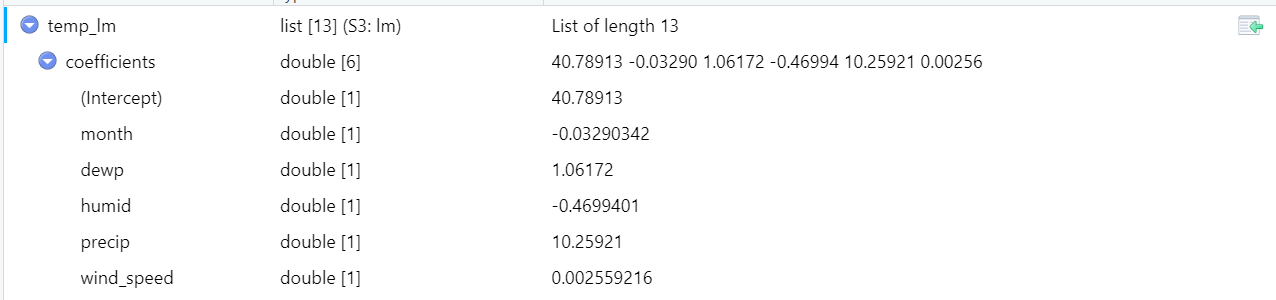 temp_lm list [13] (S3: lm) List of length 13
coefficients double [6] 40.78913 -0.03290 1.06172 -0.46994 10.25921 0.00256
(Intercept) double [1] 40.78913
month double [1] -0.03290342
dewp double [1] 1.06172
humid double [1] -0.4699401
precip double [1] 10.25921
wind_speed double [1] 0.002559216